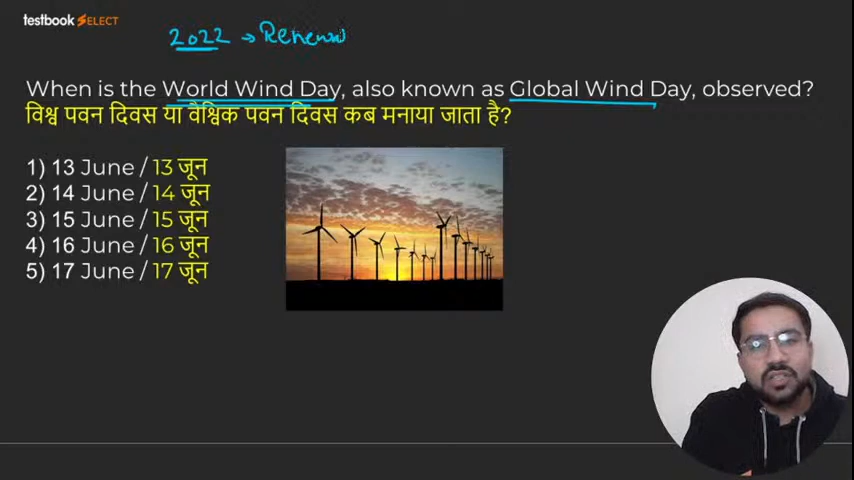 testbook SELECT
2022 →
When is the World Wind Day, also known as Global Wind Day, observed?
विश्व पवन दिवस या वैश्विक पवन दिवस कब मनाया जाता है?
1) 13 June / 13 जून
2) 14 June / 14 जून
3) 15 June / 15 जून
4) 16 June / 16 जून
5) 17 June / 17 जून